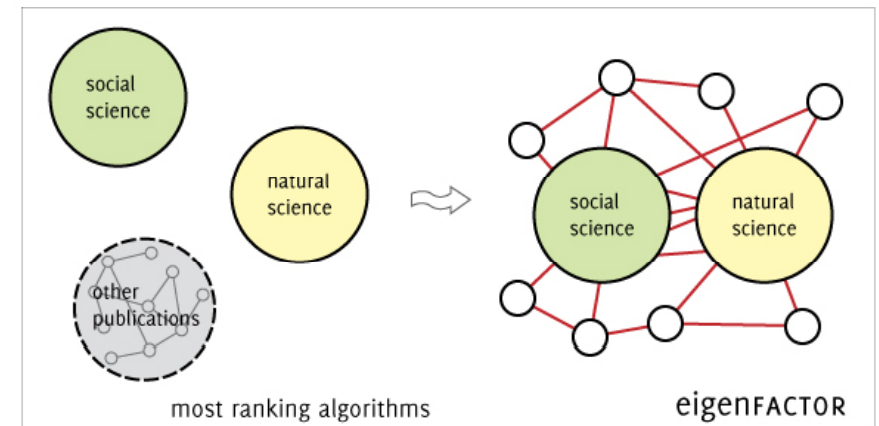 social
science
natural
science
other
publications
most ranking algorithms
social
science
natural
science
eigenFACTOR